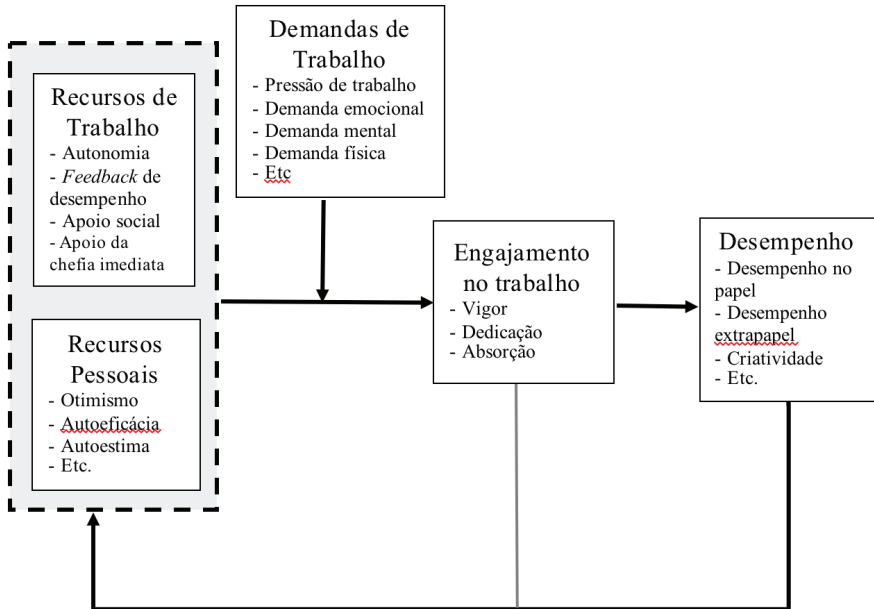 Recursos de
Trabalho
- Autonomia
- Feedback de
desempenho
- Apoio social
- Apoio da
chefia imediata
Recursos
Pessoais
- Otimismo
- Autoeficácia
- Autoestima
- Etc.
Demandas de
Trabalho
- Pressão de trabalho
- Demanda emocional
- Demanda mental
- Demanda física
- Etc
Engajamento
no trabalho
- Vigor
- Dedicação
- Absorção
Desempenho
- Desempenho no
papel
- Desempenho
extrapapel
- Criatividade
- Etc.